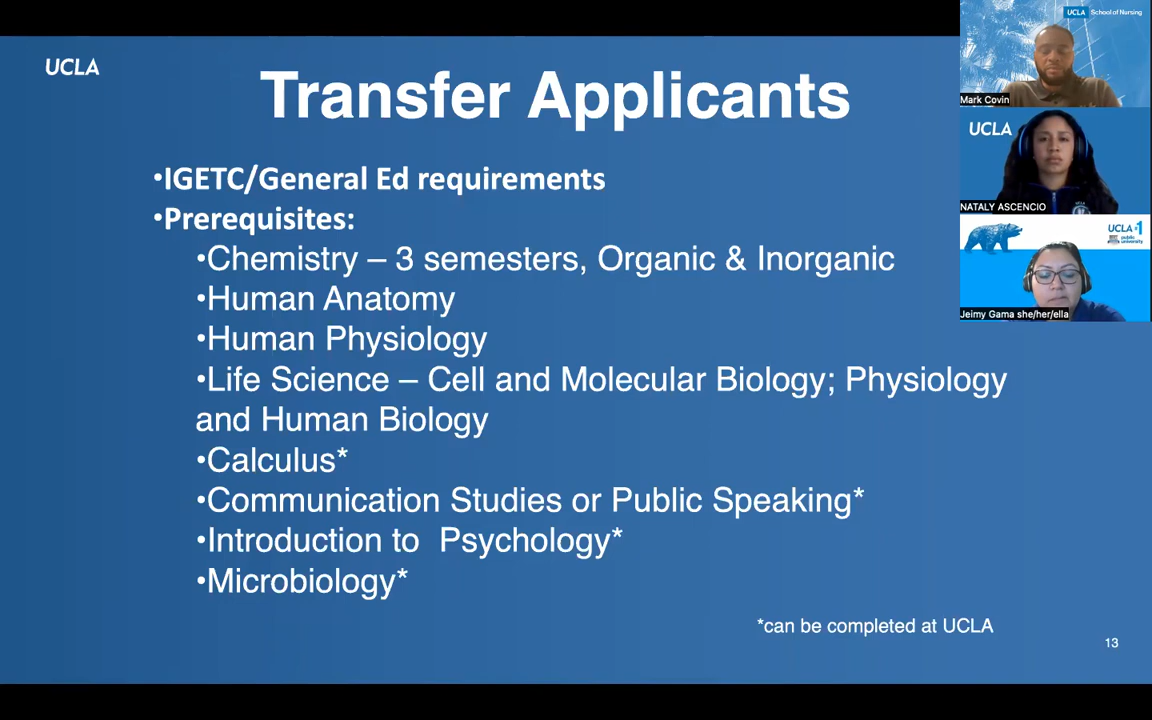 UCLA
Transfer Applicants
•IGETC/General Ed requirements
•Prerequisites:
•Chemistry – 3 semesters, Organic & Inorganic
•Human Anatomy
•Human Physiology
•Life Science – Cell and Molecular Biology; Physiology
and Human Biology
•Calculus*
•Communication Studies or Public Speaking*
•Introduction to  Psychology*
•Microbiology*
*can be completed at UCLA
13
UCLA School of Nursing
Mark Covin
UCLA
NATALY ASCENCIO
UCLA #1
public
university
Jeimy Gama she/her/ella